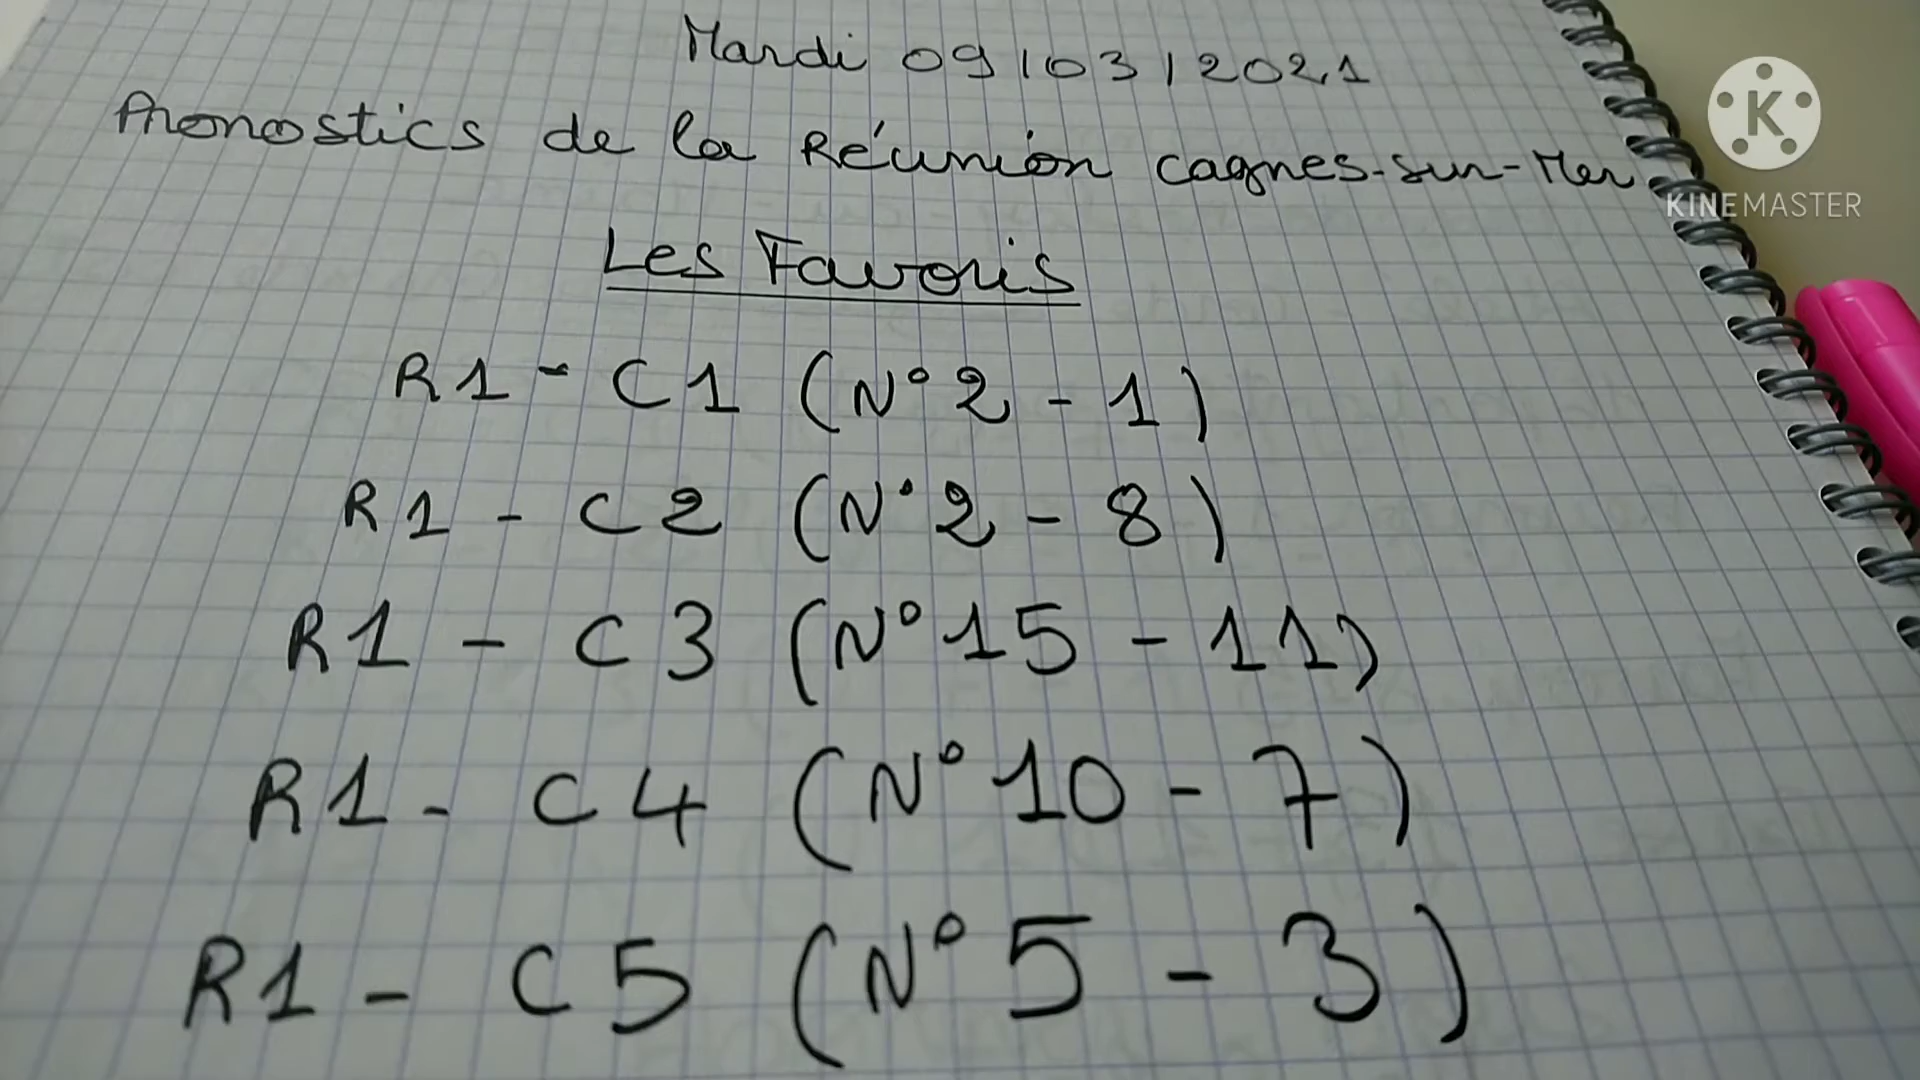 Mardi 09/03/2021
Pronostics de la Réunion Cagnes-sur-Mer
Les Favoris
R1 - C1 (N° 2 - 1)
R1 - C2 (N° 2 - 8)
R1 - C3 (N° 15 - 11)
R1 - C4 (N° 10 - 7)
R1 - C5 (N° 5 - 3)
K
KINEMASTER